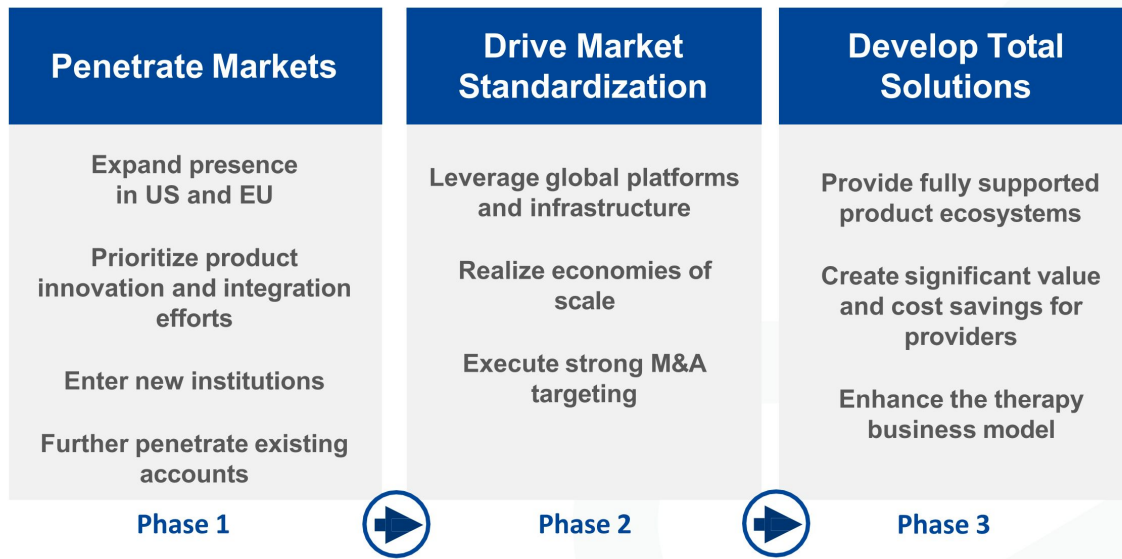 Penetrate Markets
Expand presence
in US and EU
Prioritize product
innovation and integration
efforts
Enter new institutions
Further penetrate existing
accounts
Phase 1
Drive Market
Standardization
Leverage global platforms
and infrastructure
Realize economies of
scale
Execute strong M&A
targeting
Phase 2
Develop Total
Solutions
Provide fully supported
product ecosystems
Create significant value
and cost savings for
providers
Enhance the therapy
business model
Phase 3